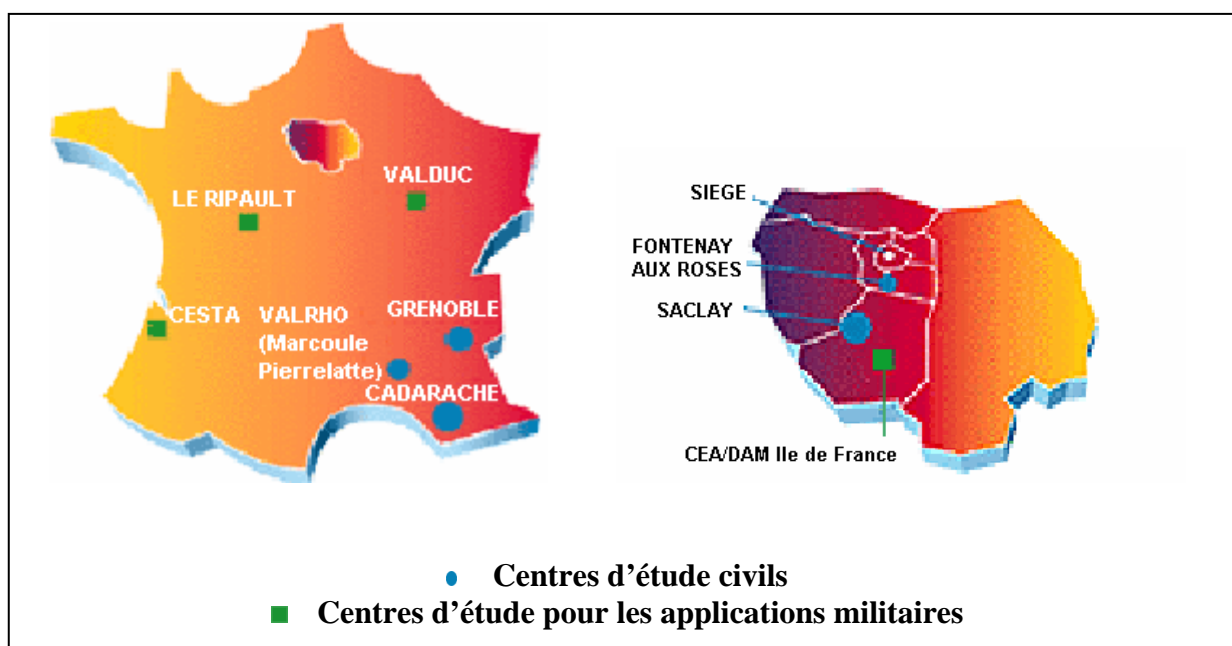 VALDUC
LE RIPAULT
CESTA
VALRHO
(Marcoule
Pierrelatte)
GRENOBLE
CADARACHE
SIEGE
FONTENAY
AUX ROSES
SACLAY
CEA/DAM Ile de France
Centres d’étude civils
Centres d’étude pour les applications militaires